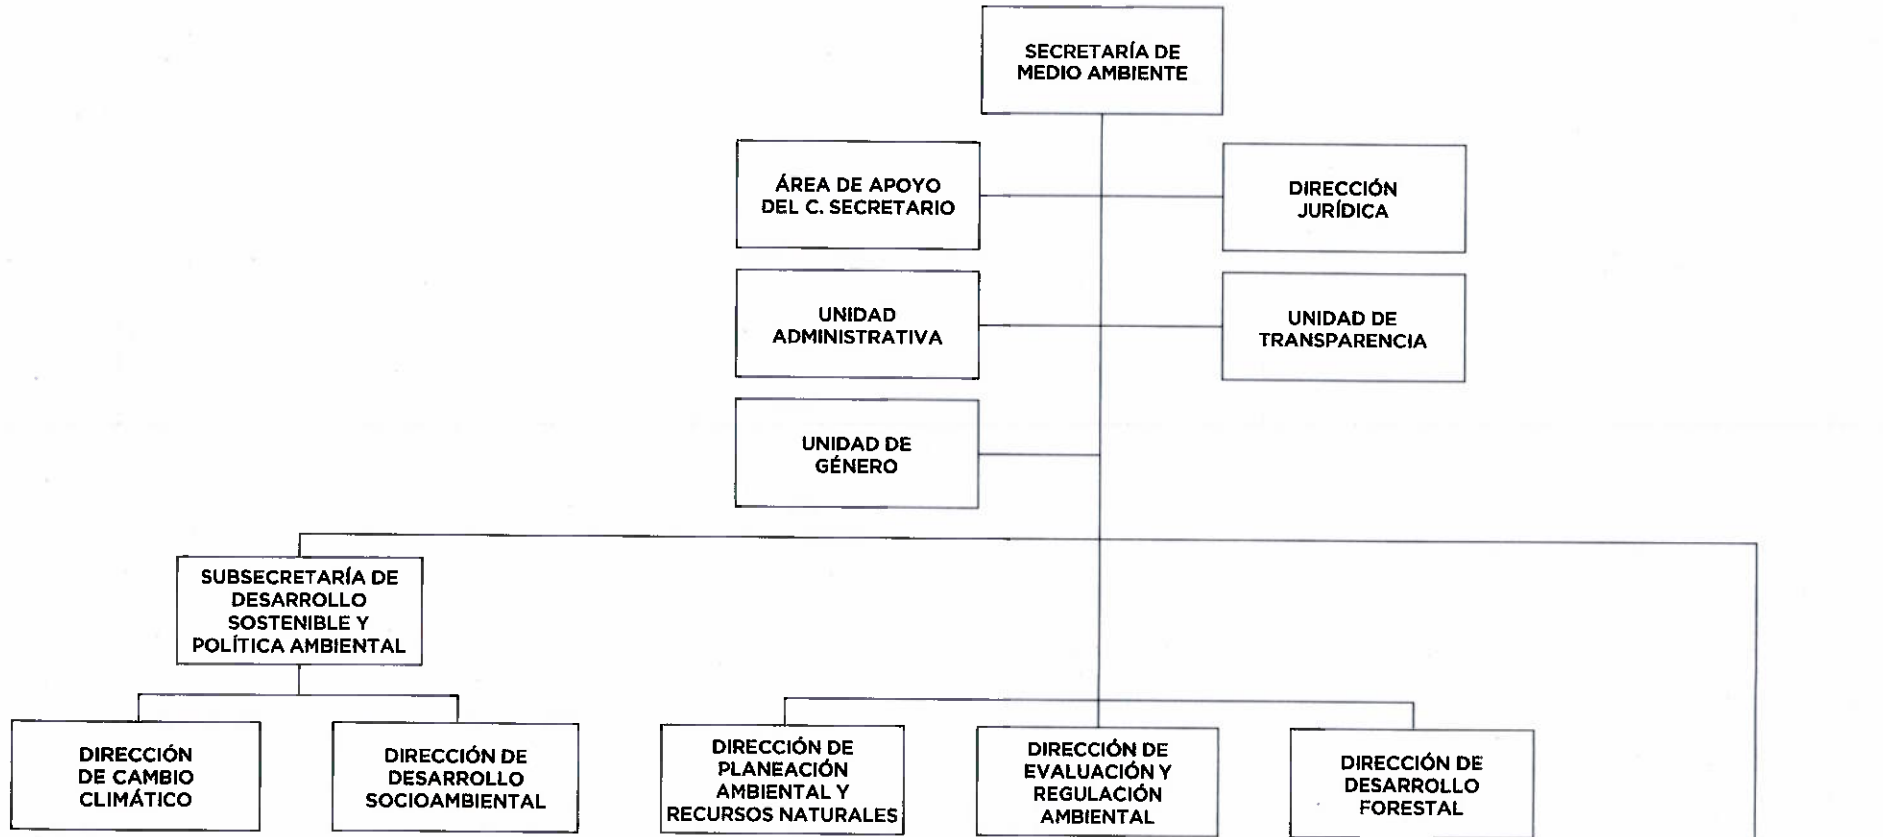 SECRETARÍA DE
MEDIO AMBIENTE
ÁREA DE APOYO
DEL C. SECRETARIO
DIRECCIÓN
JURÍDICA
UNIDAD
ADMINISTRATIVA
UNIDAD DE
TRANSPARENCIA
UNIDAD DE
GÉNERO
SUBSECRETARÍA DE
DESARROLLO
SOSTENIBLE Y
POLÍTICA AMBIENTAL
DIRECCIÓN
DE CAMBIO
CLIMÁTICO
DIRECCIÓN DE
DESARROLLO
SOCIOAMBIENTAL
DIRECCIÓN DE
PLANEACIÓN
AMBIENTAL Y
RECURSOS NATURALES
DIRECCIÓN DE
EVALUACIÓN Y
REGULACIÓN
AMBIENTAL
DIRECCIÓN DE
DESARROLLO
FORESTAL